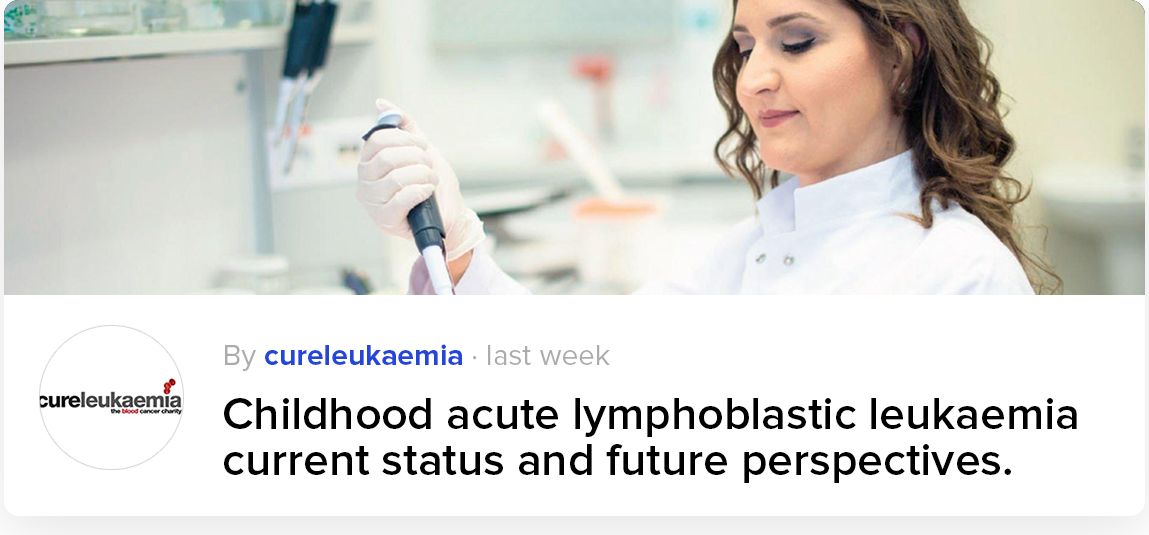 cureleukaemia
the blood cancer charity
By cureleukaemia · last week
Childhood acute lymphoblastic leukaemia
current status and future perspectives.